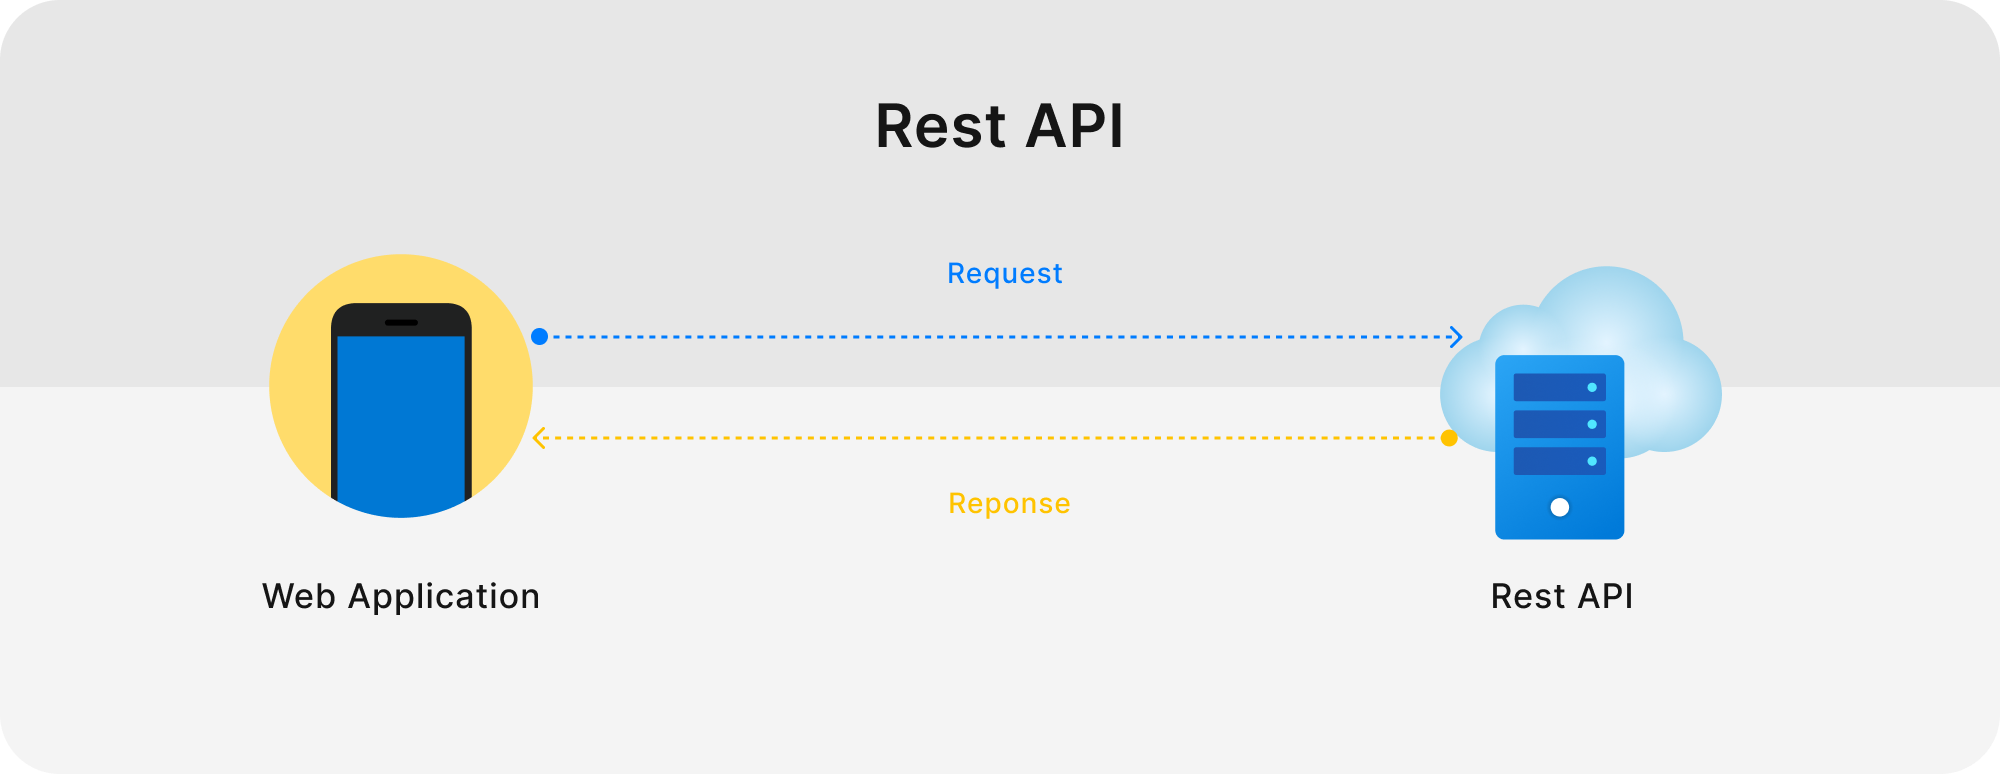 Rest API
Request
Reponse
Web Application
Rest API